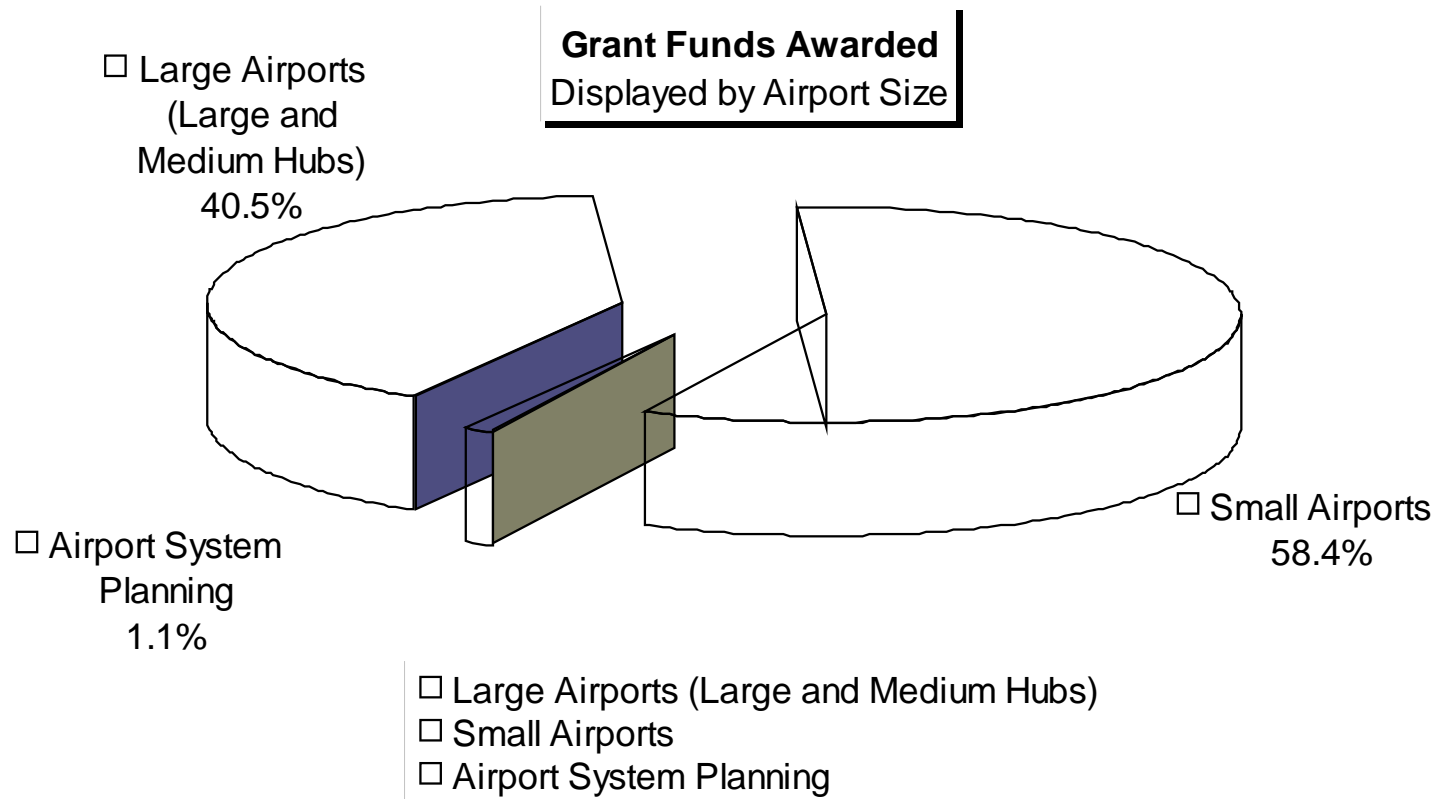 Grant Funds Awarded
Displayed by Airport Size
Large Airports
(Large and
Medium Hubs)
40.5%
Small Airports
58.4%
Airport System
Planning
1.1%
Large Airports (Large and Medium Hubs)
Small Airports
Airport System Planning